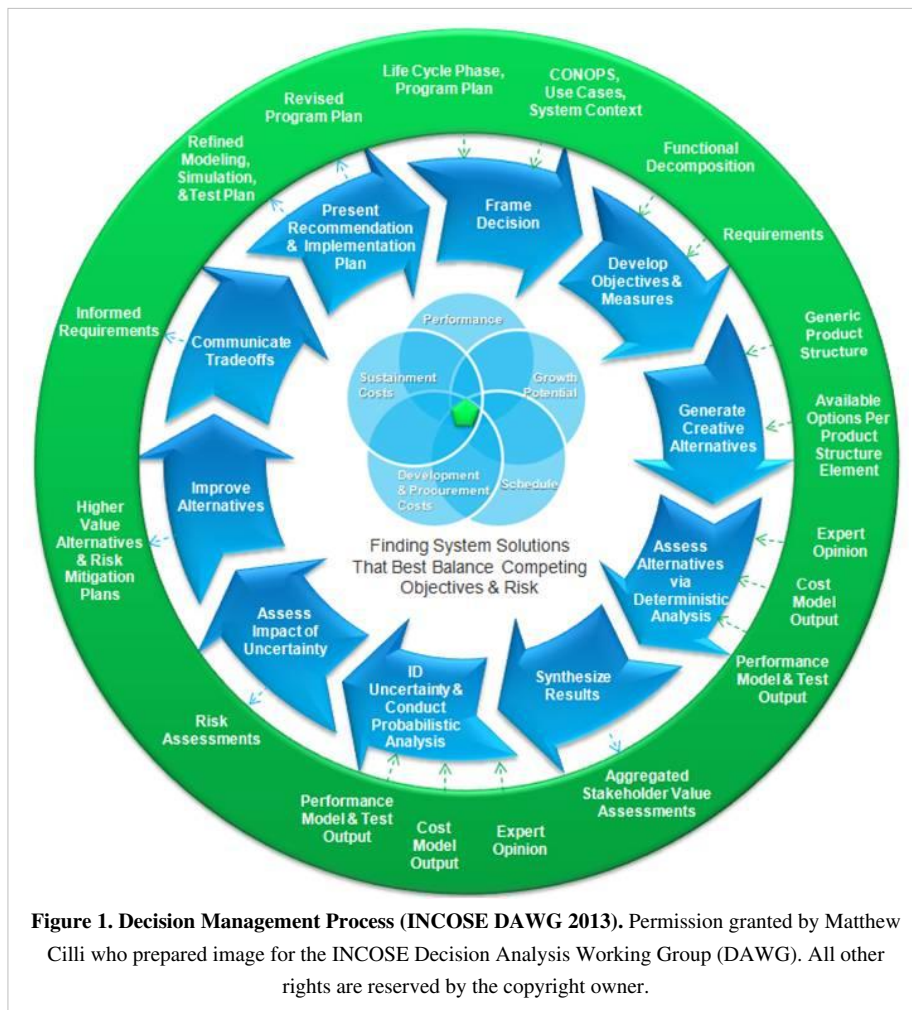 Life Cycle Phase,
Program Plan
CONOPS,
Use Cases,
System Context
Functional
Decomposition
Requirements
Generic
Product
Structure
Available
Options Per
Product
Structure
Element
Expert
Opinion
Cost
Model
Output
Performance
Model & Test
Output
Aggregated
Stakeholder Value
Assessments
Expert
Opinion
Cost
Model
Output
Performance
Model & Test
Output
Risk
Assessments
Higher
Value
Alternatives
& Risk
Mitigation
Plans
Informed
Requirements
Refined
Modeling,
Simulation,
&Test Plan
Revised
Program Plan
Frame
Decision
Develop
Objectives &
Measures
Generate
Creative
Alternatives
Assess
Alternatives via
Deterministic
Analysis
Synthesize
Results
ID
Uncertainty &
Conduct
Probabilistic
Analysis
Assess
Impact of
Uncertainty
Improve
Alternatives
Communicate
Tradeoffs
Present
Recommendation
& Implementation
Plan
Performance
Growth
Potential
Schedule
Development
& Procurement
Costs
Sustainment
Costs
Finding System Solutions
That Best Balance Competing
Objectives & Risk
Figure 1. Decision Management Process (INCOSE DAWG 2013). Permission granted by Matthew
Cilli who prepared image for the INCOSE Decision Analysis Working Group (DAWG). All other
rights are reserved by the copyright owner.